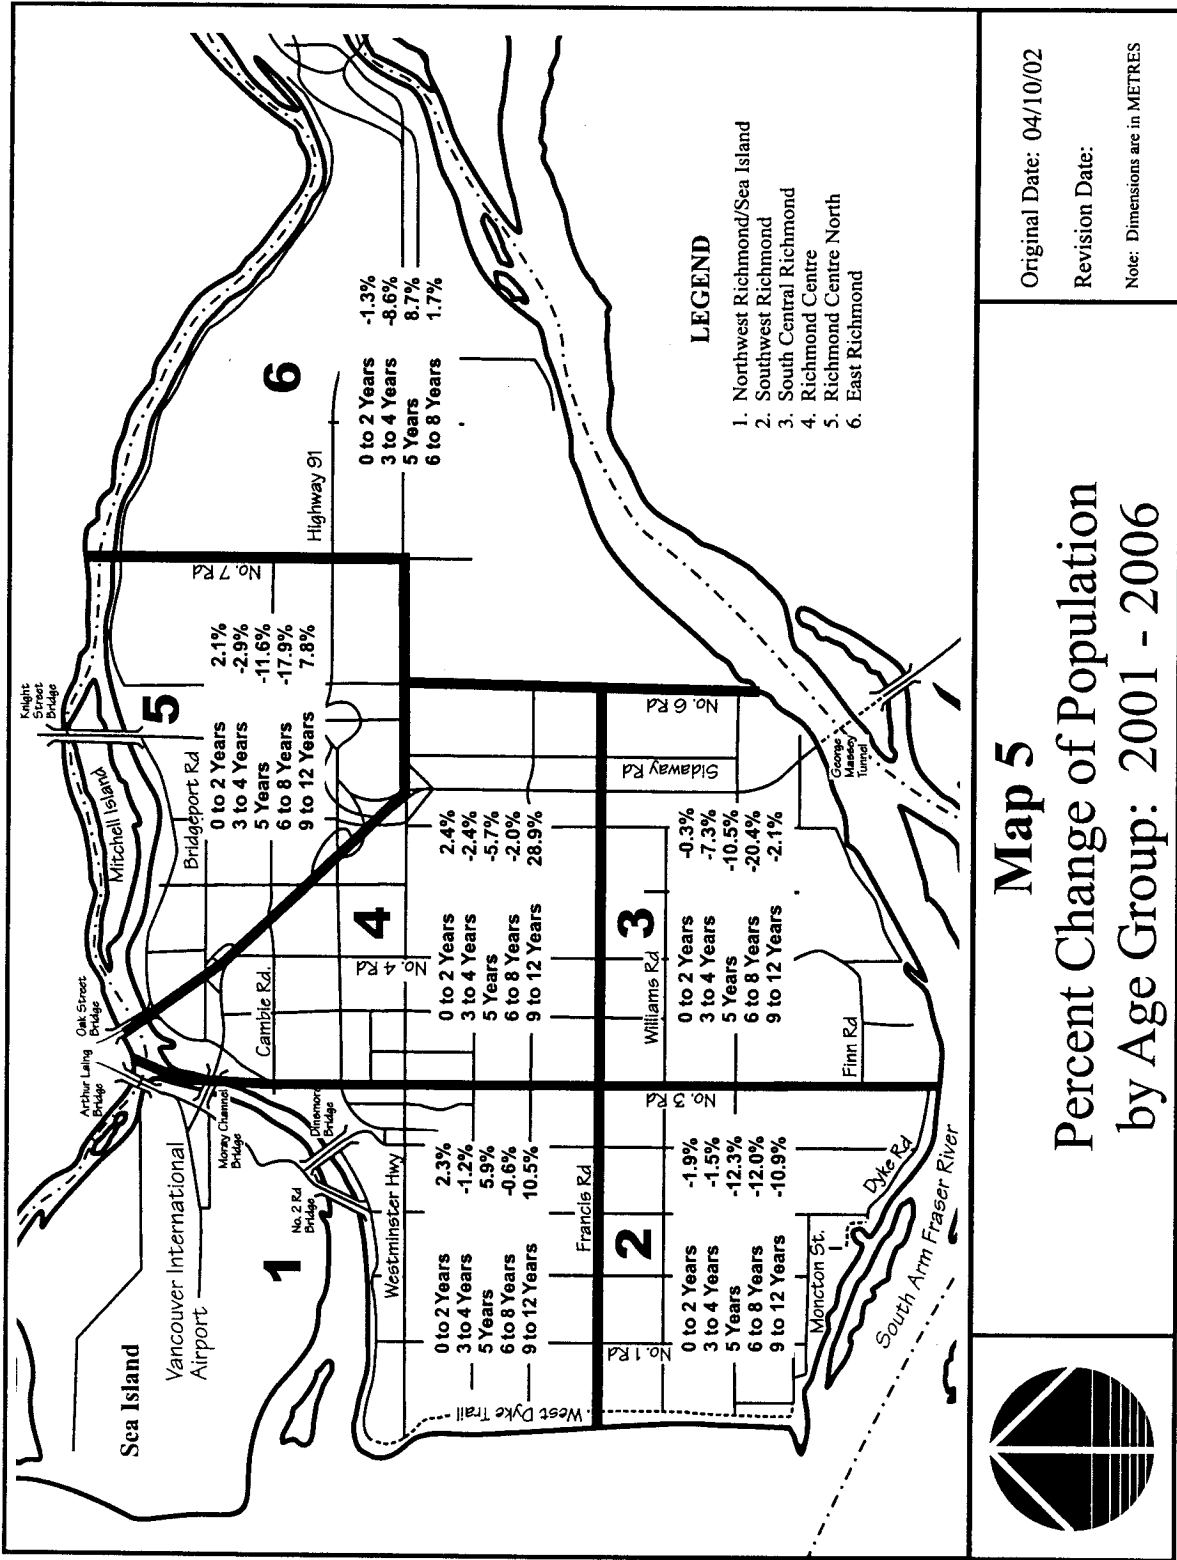 Sea Island
Vancouver International
Airport
1
No. 2 Rd
Bridge
Dinsmore
Bridge
Moray Channel
Bridge
Arthur Laing
Bridge
Oak Street
Bridge
Knight
Street
Bridge
Mitchell Island
Bridgeport Rd
Cambie Rd.
5
0 to 2 Years 2.1%
3 to 4 Years -2.9%
5 Years -11.6%
6 to 8 Years -17.9%
9 to 12 Years 7.8%
No. 7 Rd
Highway 91
6
0 to 2 Years -1.3%
3 to 4 Years -8.6%
5 Years 8.7%
6 to 8 Years 1.7%
Westminster Hwy
0 to 2 Years 2.3%
3 to 4 Years -1.2%
5 Years 5.9%
6 to 8 Years -0.6%
9 to 12 Years 10.5%
West Dyke Trail
Francis Rd
4
No. 4 Rd
0 to 2 Years 2.4%
3 to 4 Years -2.4%
5 Years -5.7%
6 to 8 Years -2.0%
9 to 12 Years 28.9%
2
No. 1 Rd
0 to 2 Years -1.9%
3 to 4 Years -1.5%
5 Years -12.3%
6 to 8 Years -12.0%
9 to 12 Years -10.9%
Moncton St.
No. 3 Rd
Dyke Rd
South Arm Fraser River
3
Williams Rd
0 to 2 Years -0.3%
3 to 4 Years -7.3%
5 Years -10.5%
6 to 8 Years -20.4%
9 to 12 Years -2.1%
Finn Rd
Sidaway Rd
No. 6 Rd
George
Massey
Tunnel
LEGEND
1. Northwest Richmond/Sea Island
2. Southwest Richmond
3. South Central Richmond
4. Richmond Centre
5. Richmond Centre North
6. East Richmond
Map 5
Percent Change of Population
by Age Group: 2001 - 2006
Original Date: 04/10/02
Revision Date:
Note: Dimensions are in METRES